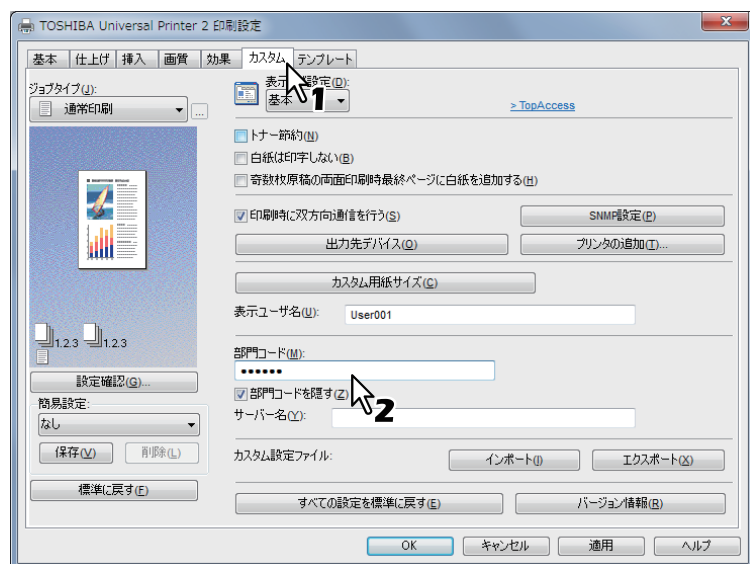 TOSHIBA Universal Printer 2 印刷設定
基本 仕上げ 挿入 画質 効果 カスタム テンプレート
ジョブタイプ(J):
通常印刷
...
設定(D):
基本
1
> TopAccess
トナー節約(N)
白紙は印字しない(B)
奇数枚原稿の両面印刷時最終ページに白紙を追加する(H)
印刷時に双方向通信を行う(S)
SNMP設定(P)
出力先デバイス(O)
プリンタの追加(T)...
カスタム用紙サイズ(C)
表示ユーザ名(U): User001
1.2.3 1.2.3
部門コード(M):
••••••
設定確認(G)...
部門コードを隠す(Z)
2
簡易設定:
なし
サーバー名(Y):
保存(V) 削除(L)
カスタム設定ファイル: インポート(I) エクスポート(X)
標準に戻す(F)
すべての設定を標準に戻す(E) バージョン情報(R)
OK キャンセル 適用 ヘルプ